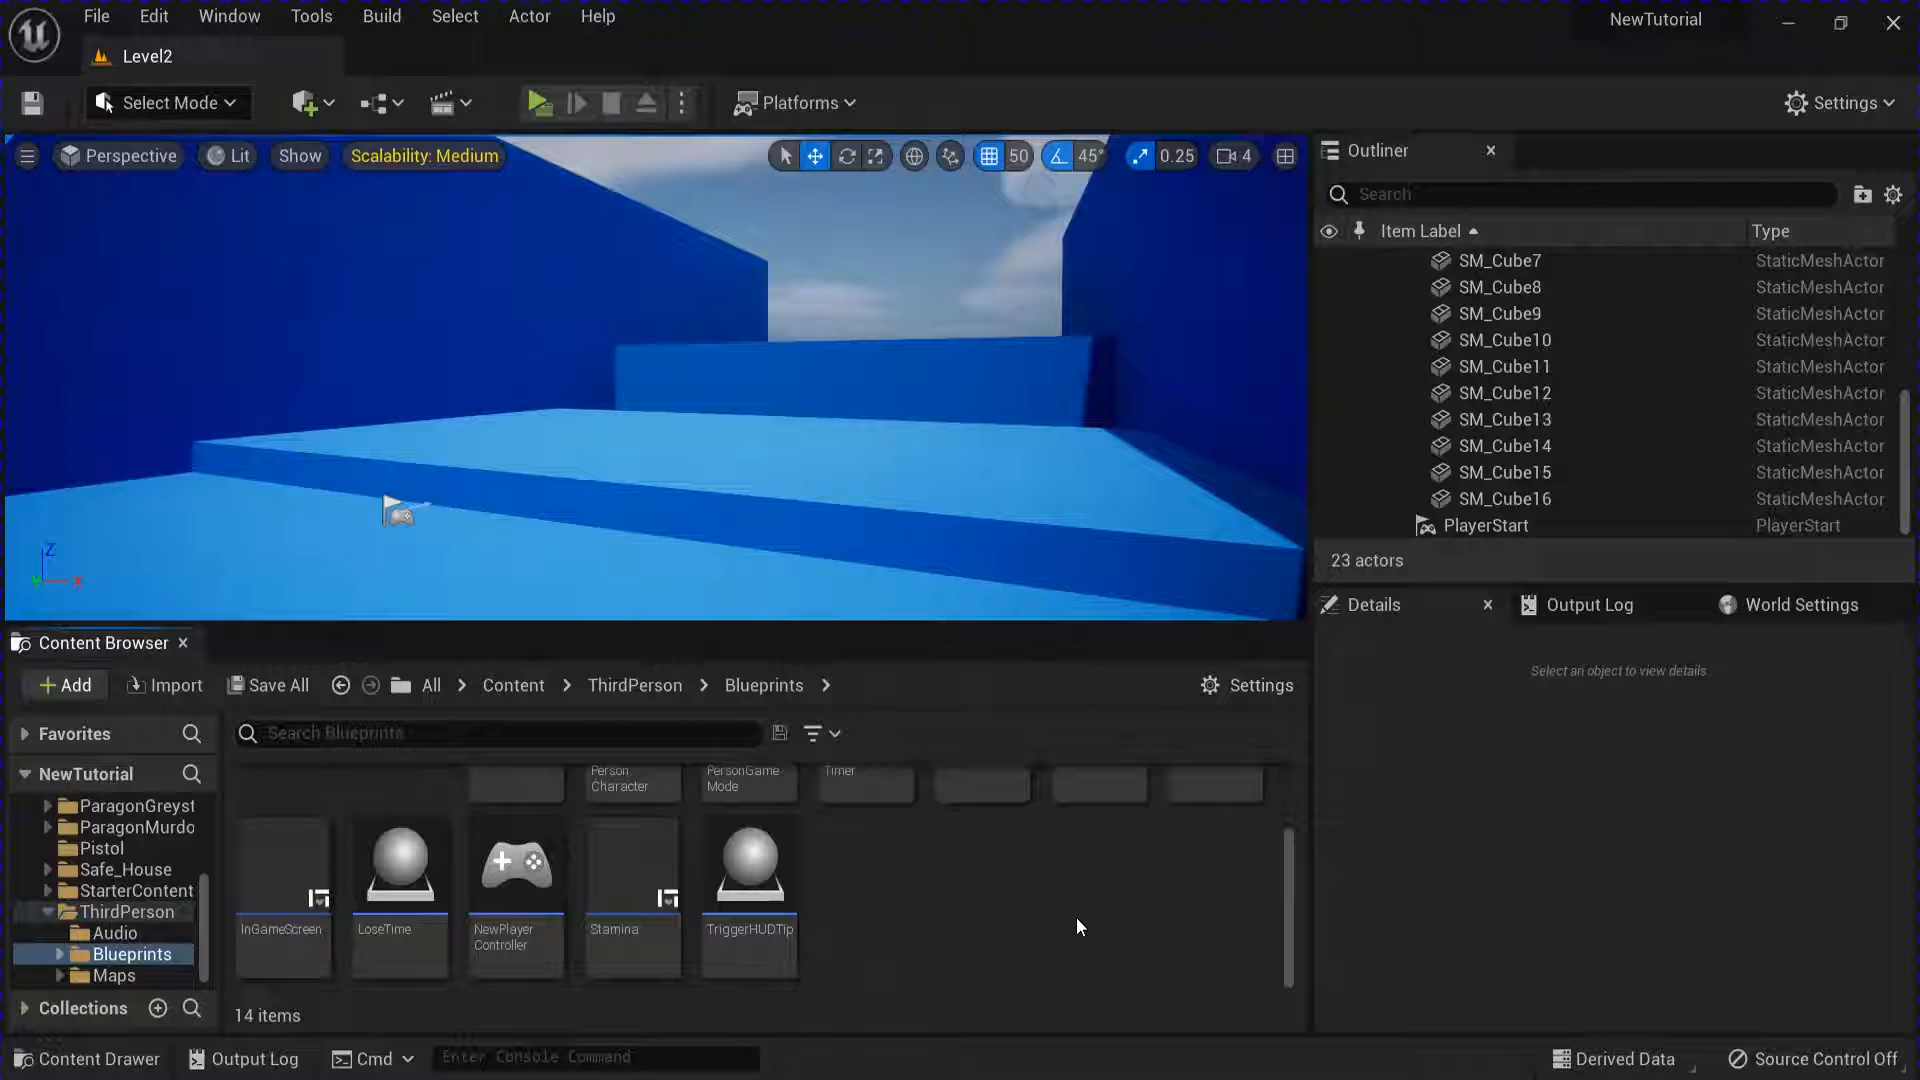 File Edit Window Tools Build Select Actor Help
NewTutorial
Level2
Select Mode
Platforms
Settings
Perspective Lit Show Scalability: Medium
50 45° 0.25 4
Z
Y X
Outliner
Search
Item Label Type
SM_Cube7 StaticMeshActor
SM_Cube8 StaticMeshActor
SM_Cube9 StaticMeshActor
SM_Cube10 StaticMeshActor
SM_Cube11 StaticMeshActor
SM_Cube12 StaticMeshActor
SM_Cube13 StaticMeshActor
SM_Cube14 StaticMeshActor
SM_Cube15 StaticMeshActor
SM_Cube16 StaticMeshActor
PlayerStart PlayerStart
23 actors
Details Output Log World Settings
Select an object to view details.
Content Browser
Add Import Save All All Content ThirdPerson Blueprints Settings
Favorites
Search Blueprints
NewTutorial
ParagonGreyst
ParagonMurdo
Pistol
Safe_House
StarterContent
ThirdPerson
Audio
Blueprints
Maps
Collections
Person
Character
PersonGame
Mode
Timer
InGameScreen
LoseTime
NewPlayer
Controller
Stamina
TriggerHUDTip
14 items
Content Drawer Output Log Cmd Enter Console Command Derived Data Source Control Off